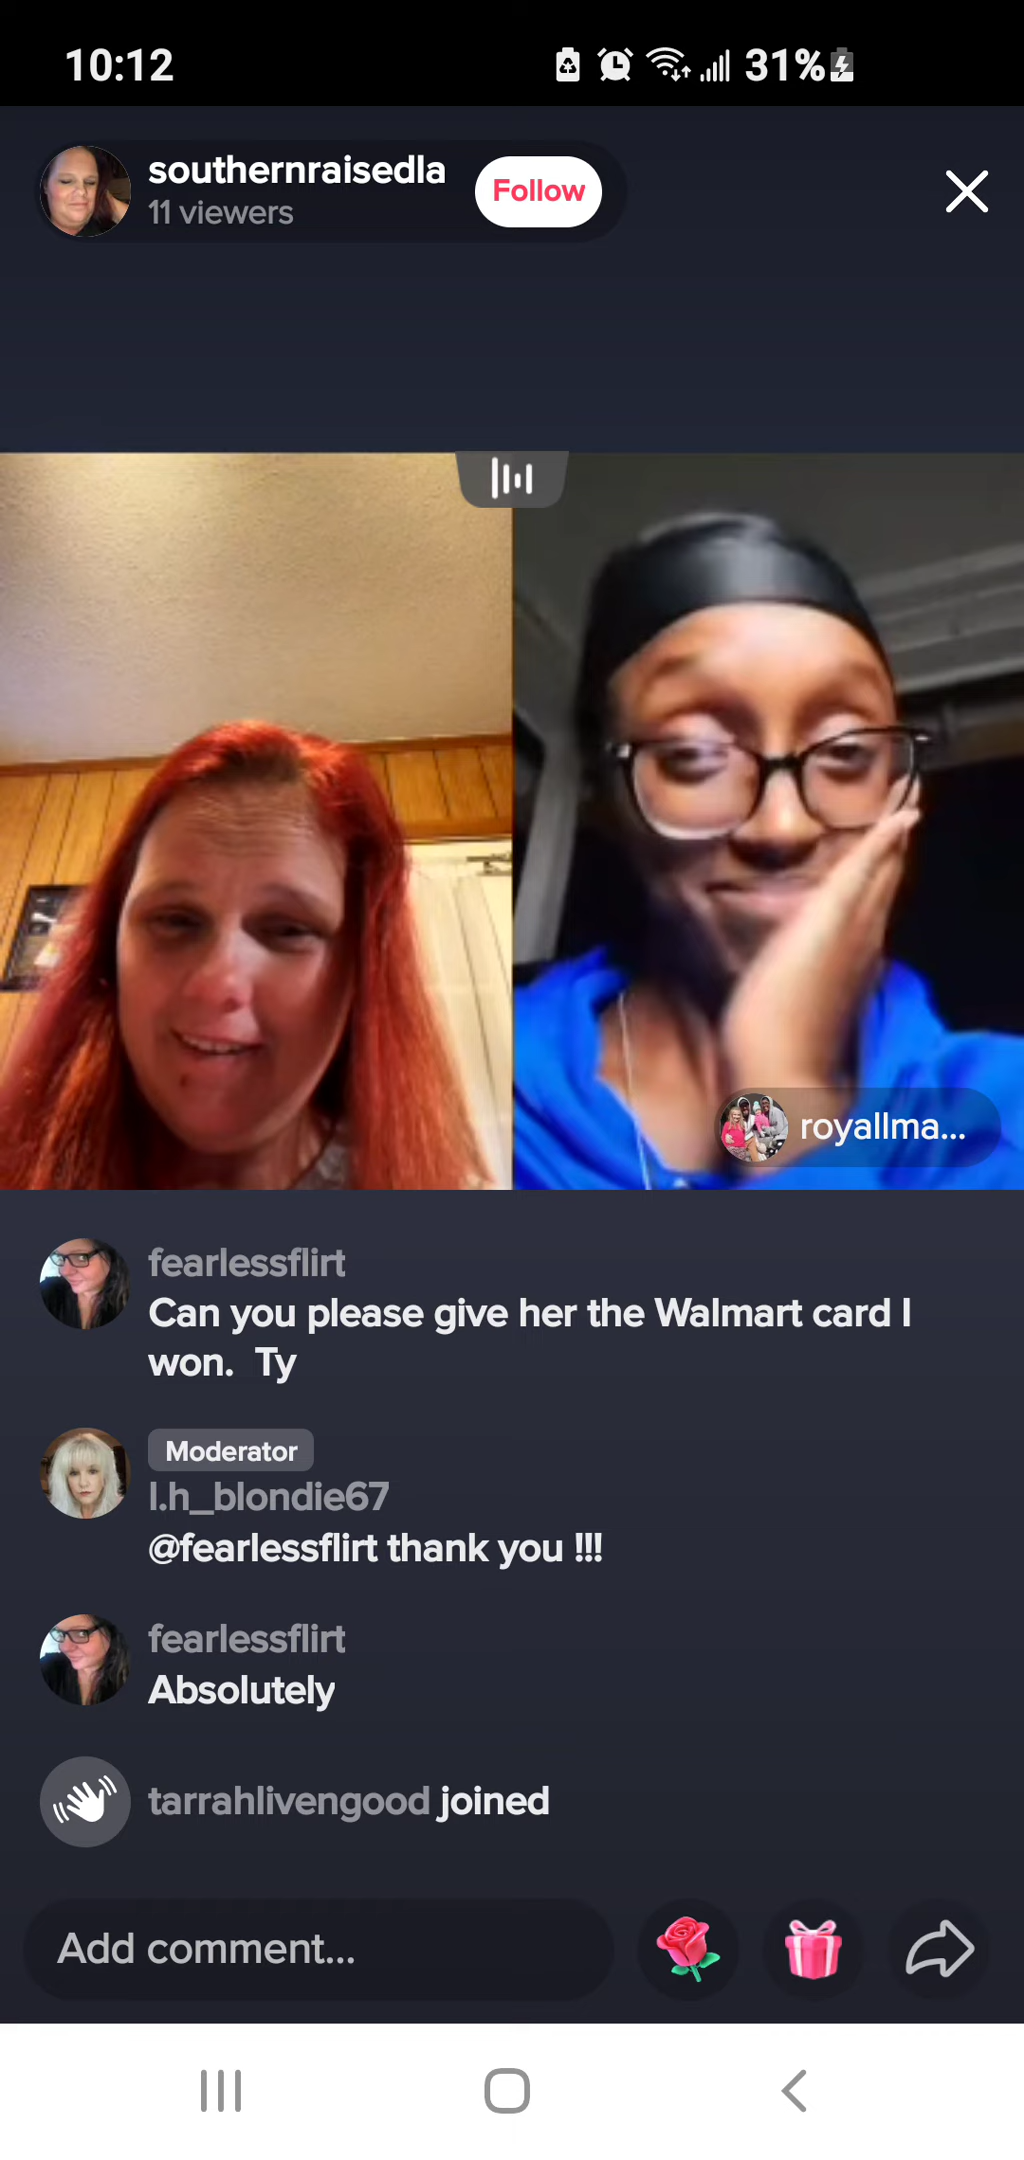 10:12
31%
southernraisedla
11 viewers
Follow
royallma...
fearlessflirt
Can you please give her the Walmart card I
won.  Ty
Moderator
l.h_blondie67
@fearlessflirt thank you !!!
fearlessflirt
Absolutely
tarrahlivengood joined
Add comment...